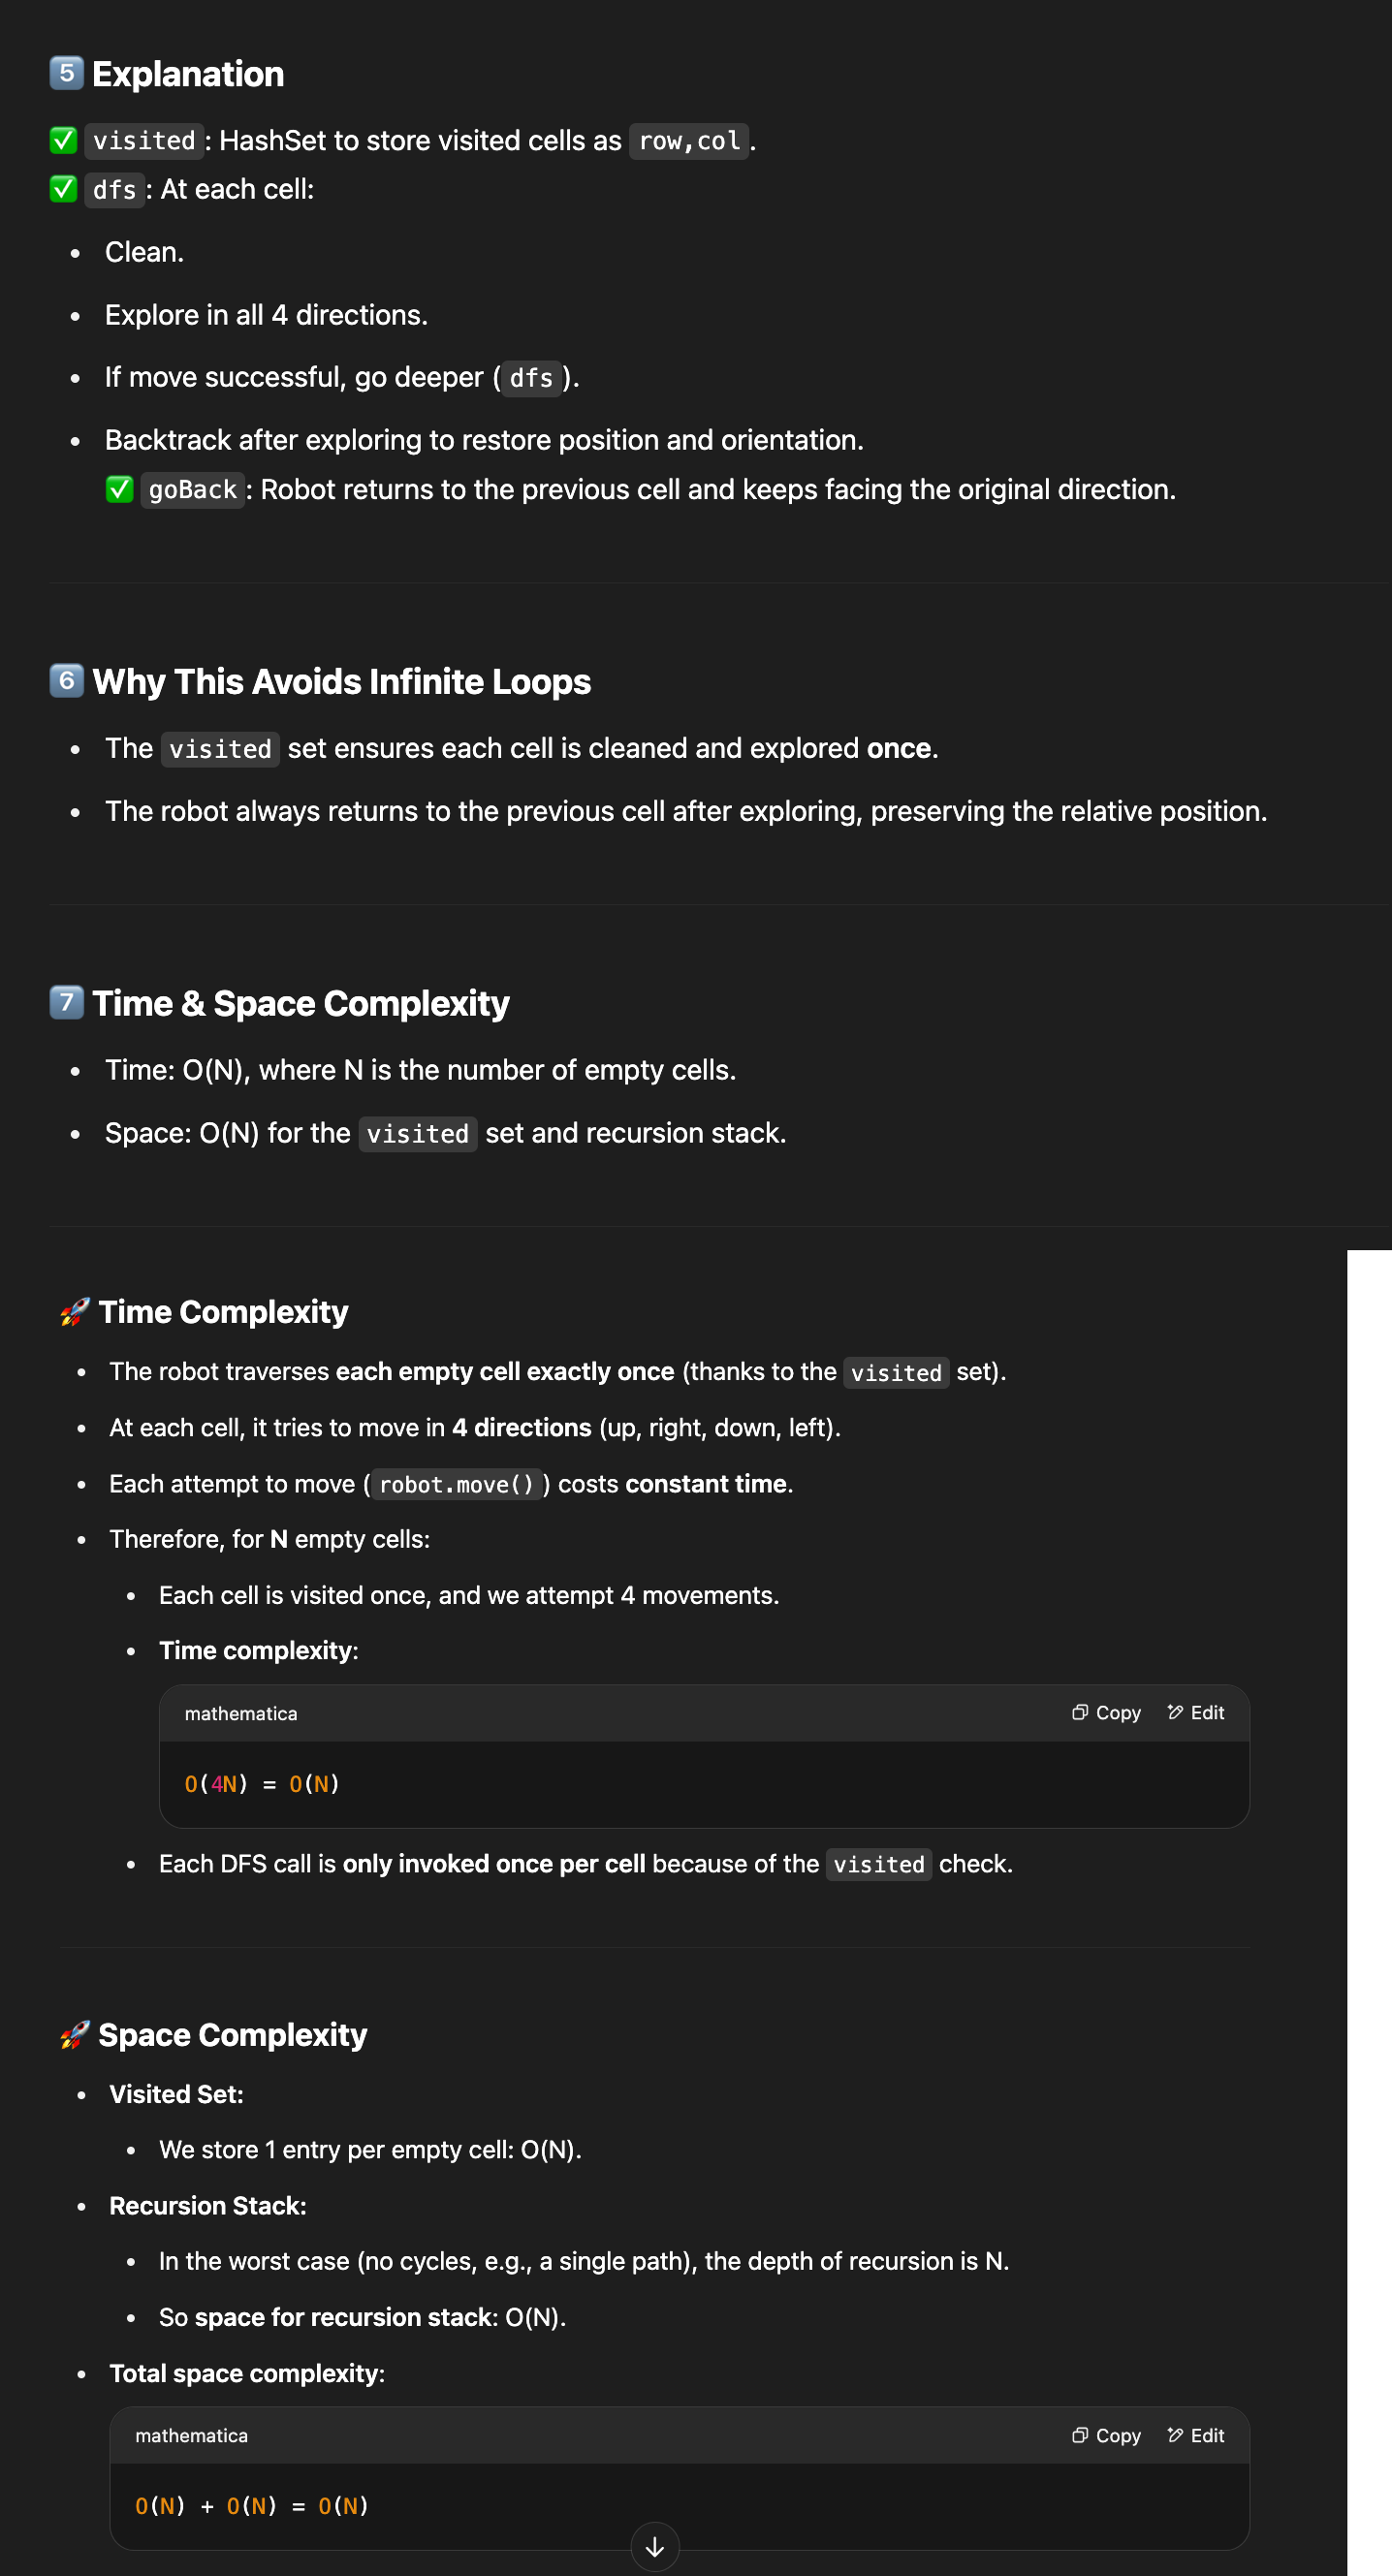 5 Explanation
✅ visited: HashSet to store visited cells as row,col.
✅ dfs: At each cell:
• Clean.
• Explore in all 4 directions.
• If move successful, go deeper (dfs).
• Backtrack after exploring to restore position and orientation.
✅ goBack: Robot returns to the previous cell and keeps facing the original direction.
6 Why This Avoids Infinite Loops
• The visited set ensures each cell is cleaned and explored once.
• The robot always returns to the previous cell after exploring, preserving the relative position.
7 Time & Space Complexity
• Time: O(N), where N is the number of empty cells.
• Space: O(N) for the visited set and recursion stack.
🚀 Time Complexity
• The robot traverses each empty cell exactly once (thanks to the visited set).
• At each cell, it tries to move in 4 directions (up, right, down, left).
• Each attempt to move (robot.move()) costs constant time.
• Therefore, for N empty cells:
• Each cell is visited once, and we attempt 4 movements.
• Time complexity:
mathematica Copy Edit
O(4N) = O(N)
• Each DFS call is only invoked once per cell because of the visited check.
🚀 Space Complexity
• Visited Set:
• We store 1 entry per empty cell: O(N).
• Recursion Stack:
• In the worst case (no cycles, e.g., a single path), the depth of recursion is N.
• So space for recursion stack: O(N).
• Total space complexity:
mathematica Copy Edit
O(N) + O(N) = O(N)